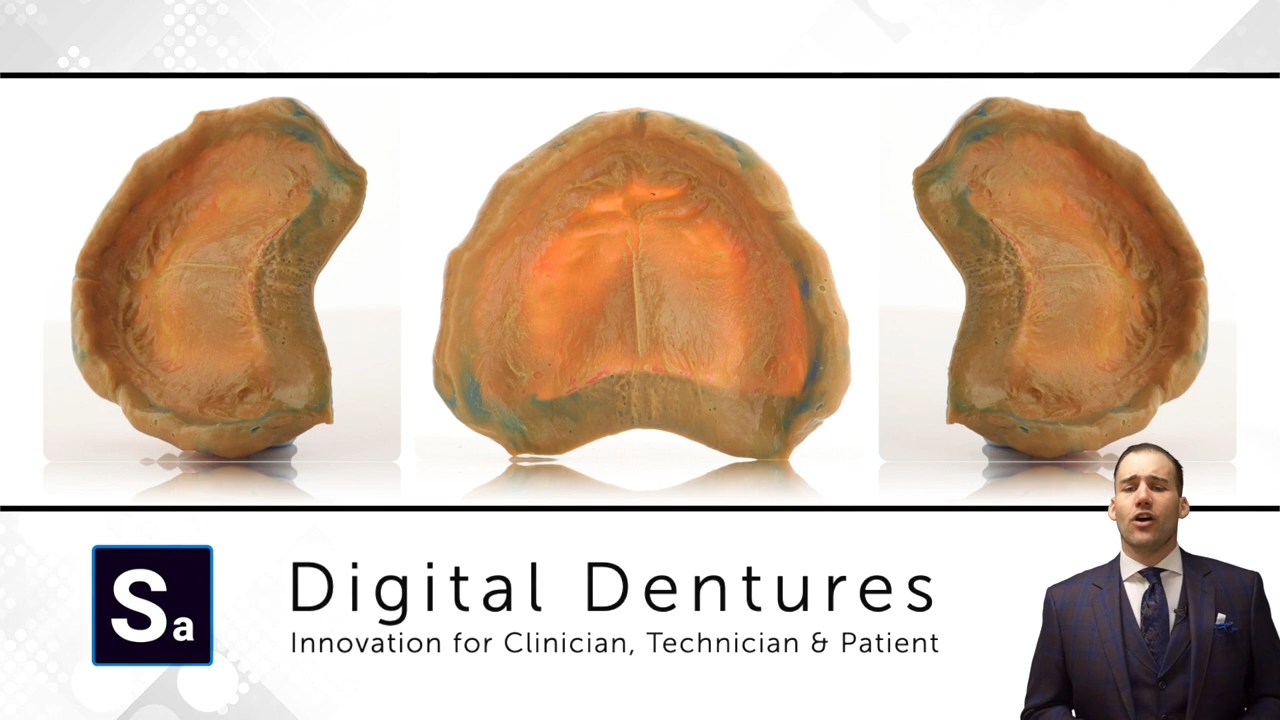 Sa
Digital Dentures
Innovation for Clinician, Technician & Patient